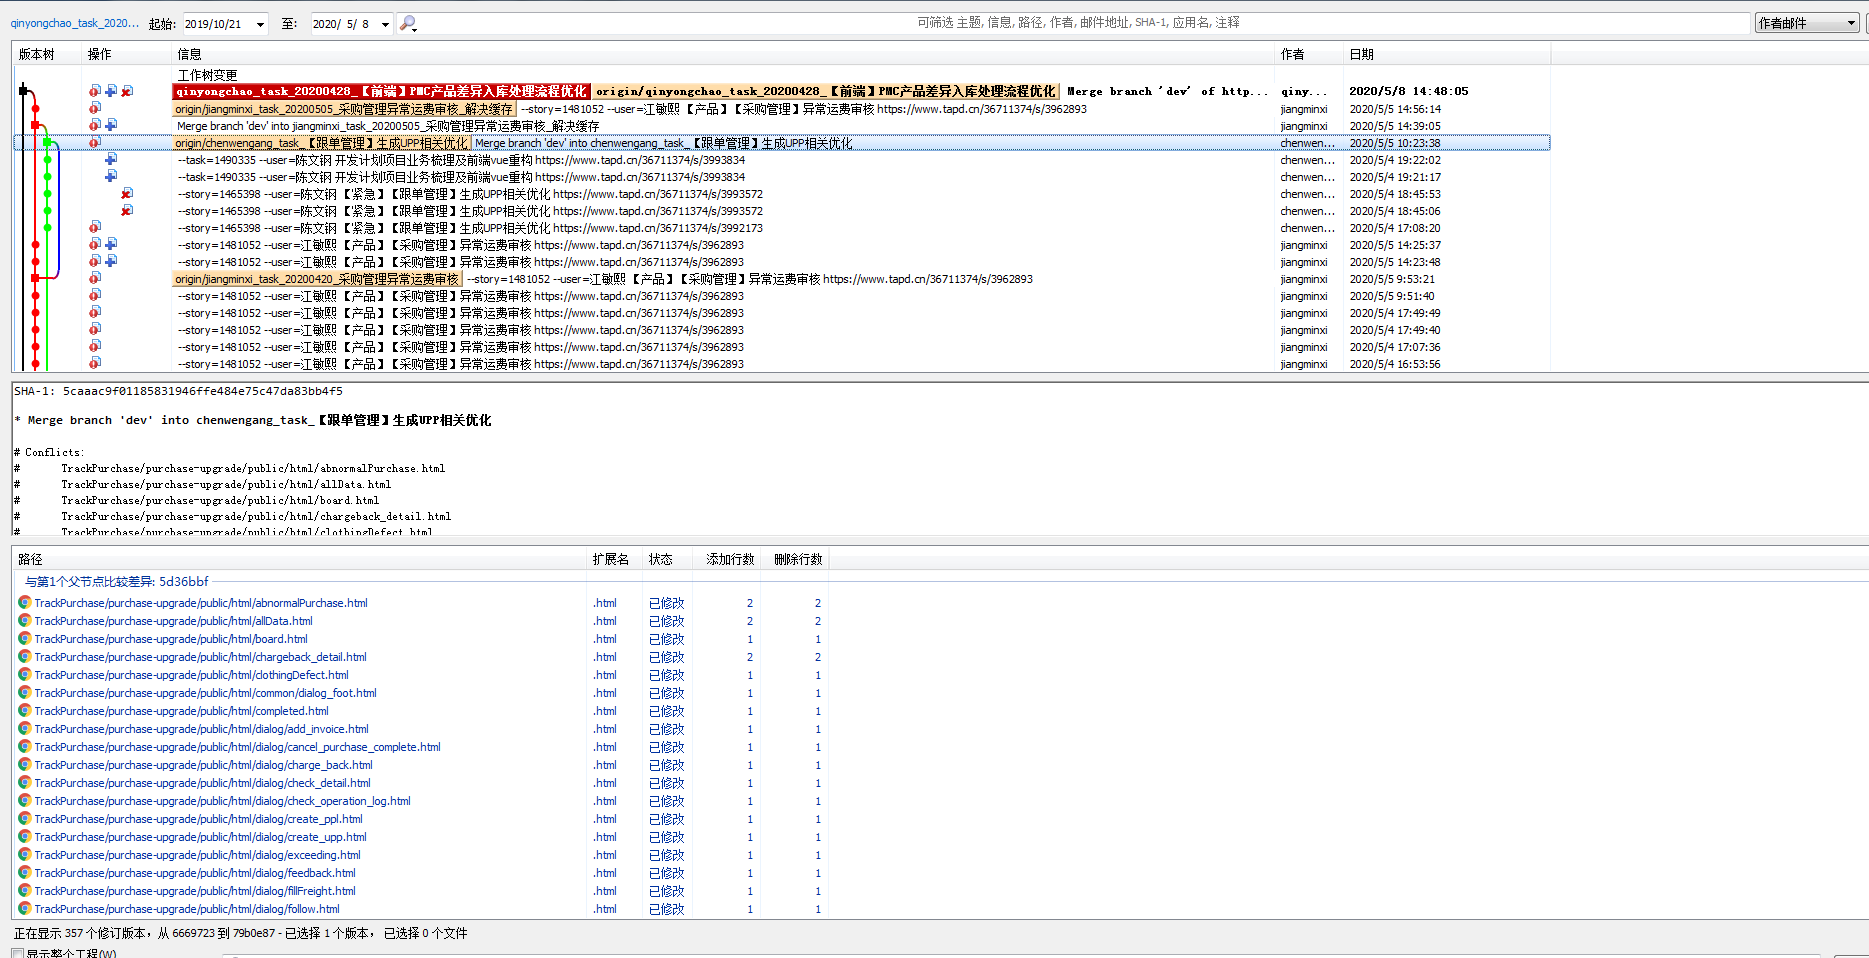 qinyongchao_task_2020... 起始: 2019/10/21 至: 2020/ 5/ 8 可筛选 主题, 信息, 路径, 作者, 邮件地址, SHA-1, 应用名, 注释 作者邮件
版本树 操作 信息 作者 日期
工作树变更
qinyongchao_task_20200428_【前端】PMC产品差异入库处理流程优化 origin/qinyongchao_task_20200428_【前端】PMC产品差异入库处理流程优化 Merge branch 'dev' of http... qiny... 2020/5/8 14:48:05
origin/jiangminxi_task_20200505_采购管理异常运费审核_解决缓存 --story=1481052 --user=江敏熙 【产品】【采购管理】异常运费审核 https://www.tapd.cn/36711374/s/3962893 jiangminxi 2020/5/5 14:56:14
Merge branch 'dev' into jiangminxi_task_20200505_采购管理异常运费审核_解决缓存 jiangminxi 2020/5/5 14:39:05
origin/chenwengang_task_【跟单管理】生成UPP相关优化 Merge branch 'dev' into chenwengang_task_【跟单管理】生成UPP相关优化 chenwen... 2020/5/5 10:23:38
--task=1490335 --user=陈文钢 开发计划项目业务梳理及前端vue重构 https://www.tapd.cn/36711374/s/3993834 chenwen... 2020/5/4 19:22:02
--task=1490335 --user=陈文钢 开发计划项目业务梳理及前端vue重构 https://www.tapd.cn/36711374/s/3993834 chenwen... 2020/5/4 19:21:17
--story=1465398 --user=陈文钢 【紧急】【跟单管理】生成UPP相关优化 https://www.tapd.cn/36711374/s/3993572 chenwen... 2020/5/4 18:45:53
--story=1465398 --user=陈文钢 【紧急】【跟单管理】生成UPP相关优化 https://www.tapd.cn/36711374/s/3993572 chenwen... 2020/5/4 18:45:06
--story=1465398 --user=陈文钢 【紧急】【跟单管理】生成UPP相关优化 https://www.tapd.cn/36711374/s/3992173 chenwen... 2020/5/4 17:08:20
--story=1481052 --user=江敏熙 【产品】【采购管理】异常运费审核 https://www.tapd.cn/36711374/s/3962893 jiangminxi 2020/5/5 14:25:37
--story=1481052 --user=江敏熙 【产品】【采购管理】异常运费审核 https://www.tapd.cn/36711374/s/3962893 jiangminxi 2020/5/5 14:23:48
origin/jiangminxi_task_20200420_采购管理异常运费审核 --story=1481052 --user=江敏熙 【产品】【采购管理】异常运费审核 https://www.tapd.cn/36711374/s/3962893 jiangminxi 2020/5/5 9:53:21
--story=1481052 --user=江敏熙 【产品】【采购管理】异常运费审核 https://www.tapd.cn/36711374/s/3962893 jiangminxi 2020/5/5 9:51:40
--story=1481052 --user=江敏熙 【产品】【采购管理】异常运费审核 https://www.tapd.cn/36711374/s/3962893 jiangminxi 2020/5/4 17:49:49
--story=1481052 --user=江敏熙 【产品】【采购管理】异常运费审核 https://www.tapd.cn/36711374/s/3962893 jiangminxi 2020/5/4 17:49:40
--story=1481052 --user=江敏熙 【产品】【采购管理】异常运费审核 https://www.tapd.cn/36711374/s/3962893 jiangminxi 2020/5/4 17:07:36
--story=1481052 --user=江敏熙 【产品】【采购管理】异常运费审核 https://www.tapd.cn/36711374/s/3962893 jiangminxi 2020/5/4 16:53:56
SHA-1: 5caaac9f01185831946ffe484e75c47da83bb4f5
* Merge branch 'dev' into chenwengang_task_【跟单管理】生成UPP相关优化
# Conflicts:
# TrackPurchase/purchase-upgrade/public/html/abnormalPurchase.html
# TrackPurchase/purchase-upgrade/public/html/allData.html
# TrackPurchase/purchase-upgrade/public/html/board.html
# TrackPurchase/purchase-upgrade/public/html/chargeback_detail.html
# TrackPurchase/purchase-upgrade/public/html/clothingDefect.html
路径 扩展名 状态 添加行数 删除行数
与第1个父节点比较差异: 5d36bbf
TrackPurchase/purchase-upgrade/public/html/abnormalPurchase.html .html 已修改 2 2
TrackPurchase/purchase-upgrade/public/html/allData.html .html 已修改 2 2
TrackPurchase/purchase-upgrade/public/html/board.html .html 已修改 1 1
TrackPurchase/purchase-upgrade/public/html/chargeback_detail.html .html 已修改 2 2
TrackPurchase/purchase-upgrade/public/html/clothingDefect.html .html 已修改 1 1
TrackPurchase/purchase-upgrade/public/html/common/dialog_foot.html .html 已修改 1 1
TrackPurchase/purchase-upgrade/public/html/completed.html .html 已修改 1 1
TrackPurchase/purchase-upgrade/public/html/dialog/add_invoice.html .html 已修改 1 1
TrackPurchase/purchase-upgrade/public/html/dialog/cancel_purchase_complete.html .html 已修改 1 1
TrackPurchase/purchase-upgrade/public/html/dialog/charge_back.html .html 已修改 1 1
TrackPurchase/purchase-upgrade/public/html/dialog/check_detail.html .html 已修改 1 1
TrackPurchase/purchase-upgrade/public/html/dialog/check_operation_log.html .html 已修改 1 1
TrackPurchase/purchase-upgrade/public/html/dialog/create_ppl.html .html 已修改 1 1
TrackPurchase/purchase-upgrade/public/html/dialog/create_upp.html .html 已修改 1 1
TrackPurchase/purchase-upgrade/public/html/dialog/exceeding.html .html 已修改 1 1
TrackPurchase/purchase-upgrade/public/html/dialog/feedback.html .html 已修改 1 1
TrackPurchase/purchase-upgrade/public/html/dialog/fillFreight.html .html 已修改 1 1
TrackPurchase/purchase-upgrade/public/html/dialog/follow.html .html 已修改 1 1
正在显示 357 个修订版本，从 6669723 到 79b0e87 - 已选择 1 个版本， 已选择 0 个文件
显示整个工程(W)